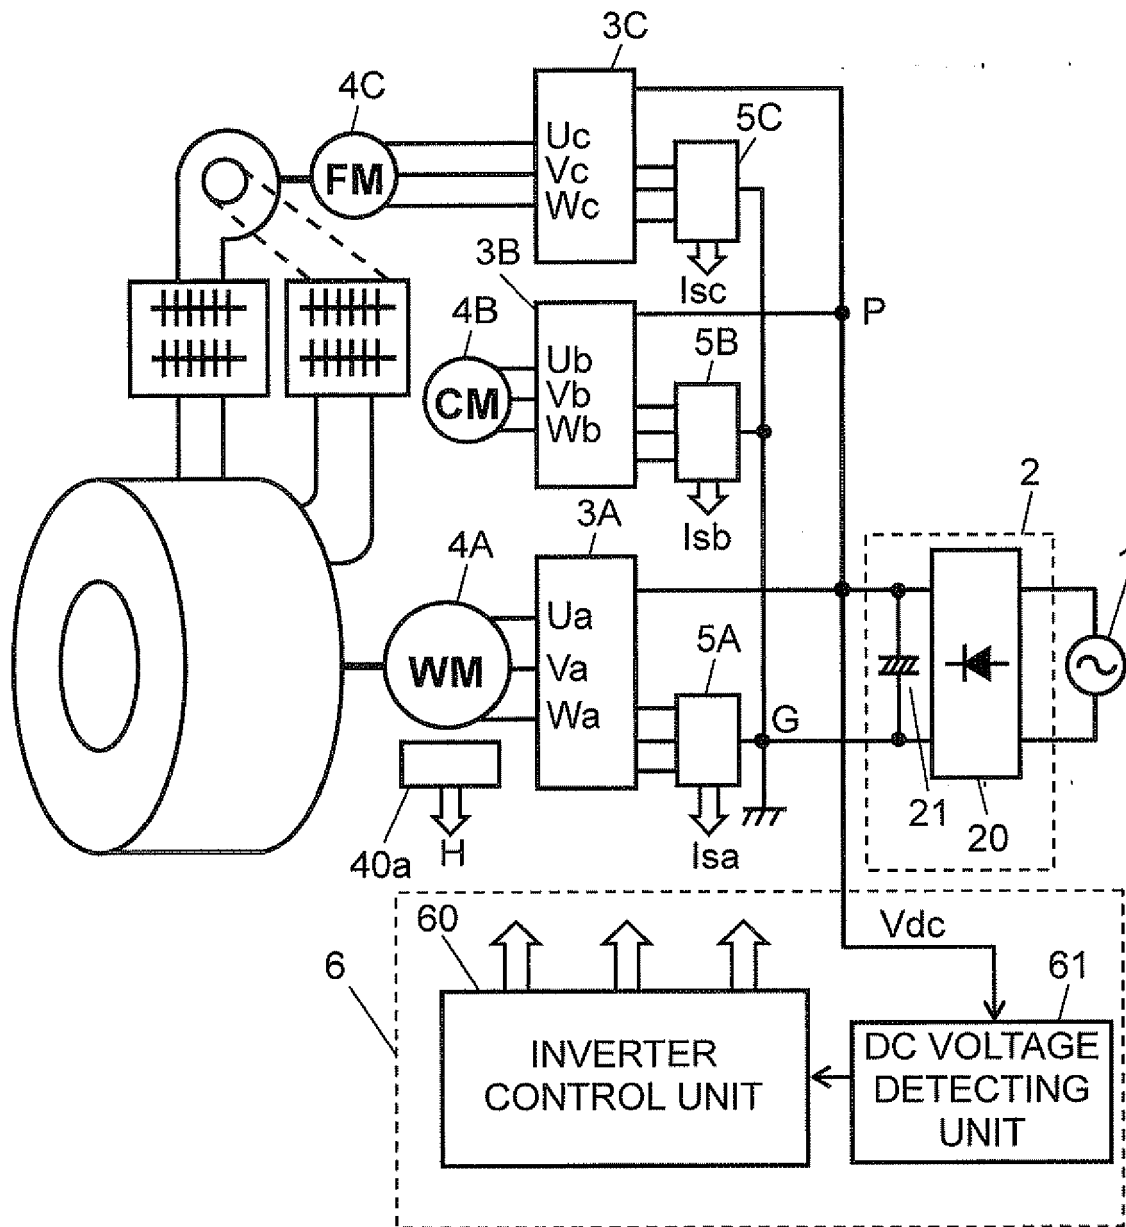 3C
4C
5C
FM
Uc
Vc
Wc
3B
Isc
P
4B
5B
CM
Ub
Vb
Wb
2
3A
Isb
4A
1
Ua
5A
WM
Va
Wa
G
21
20
40a
H
Isa
60
Vdc
6
61
INVERTER
CONTROL UNIT
DC VOLTAGE
DETECTING
UNIT